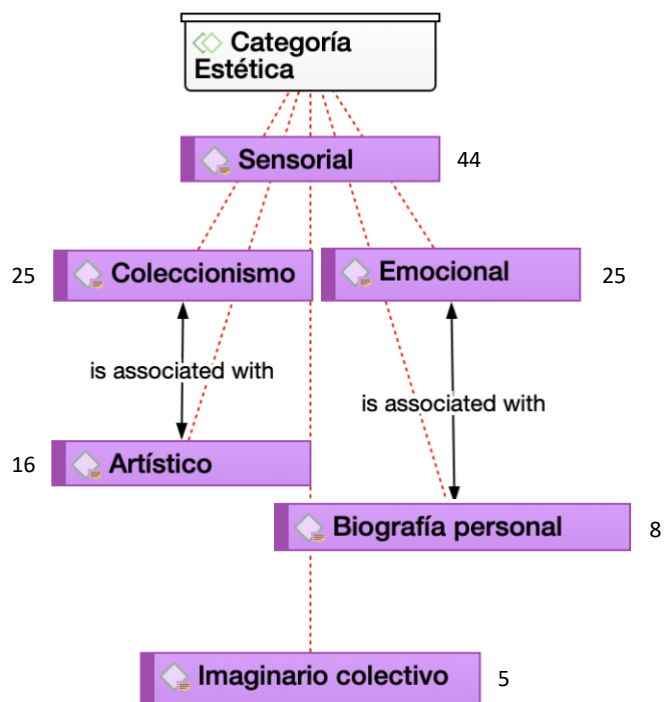 Categoría
Estética
Sensorial 44
25 Coleccionismo Emocional 25
is associated with
is associated with
16 Artístico
Biografía personal 8
Imaginario colectivo 5